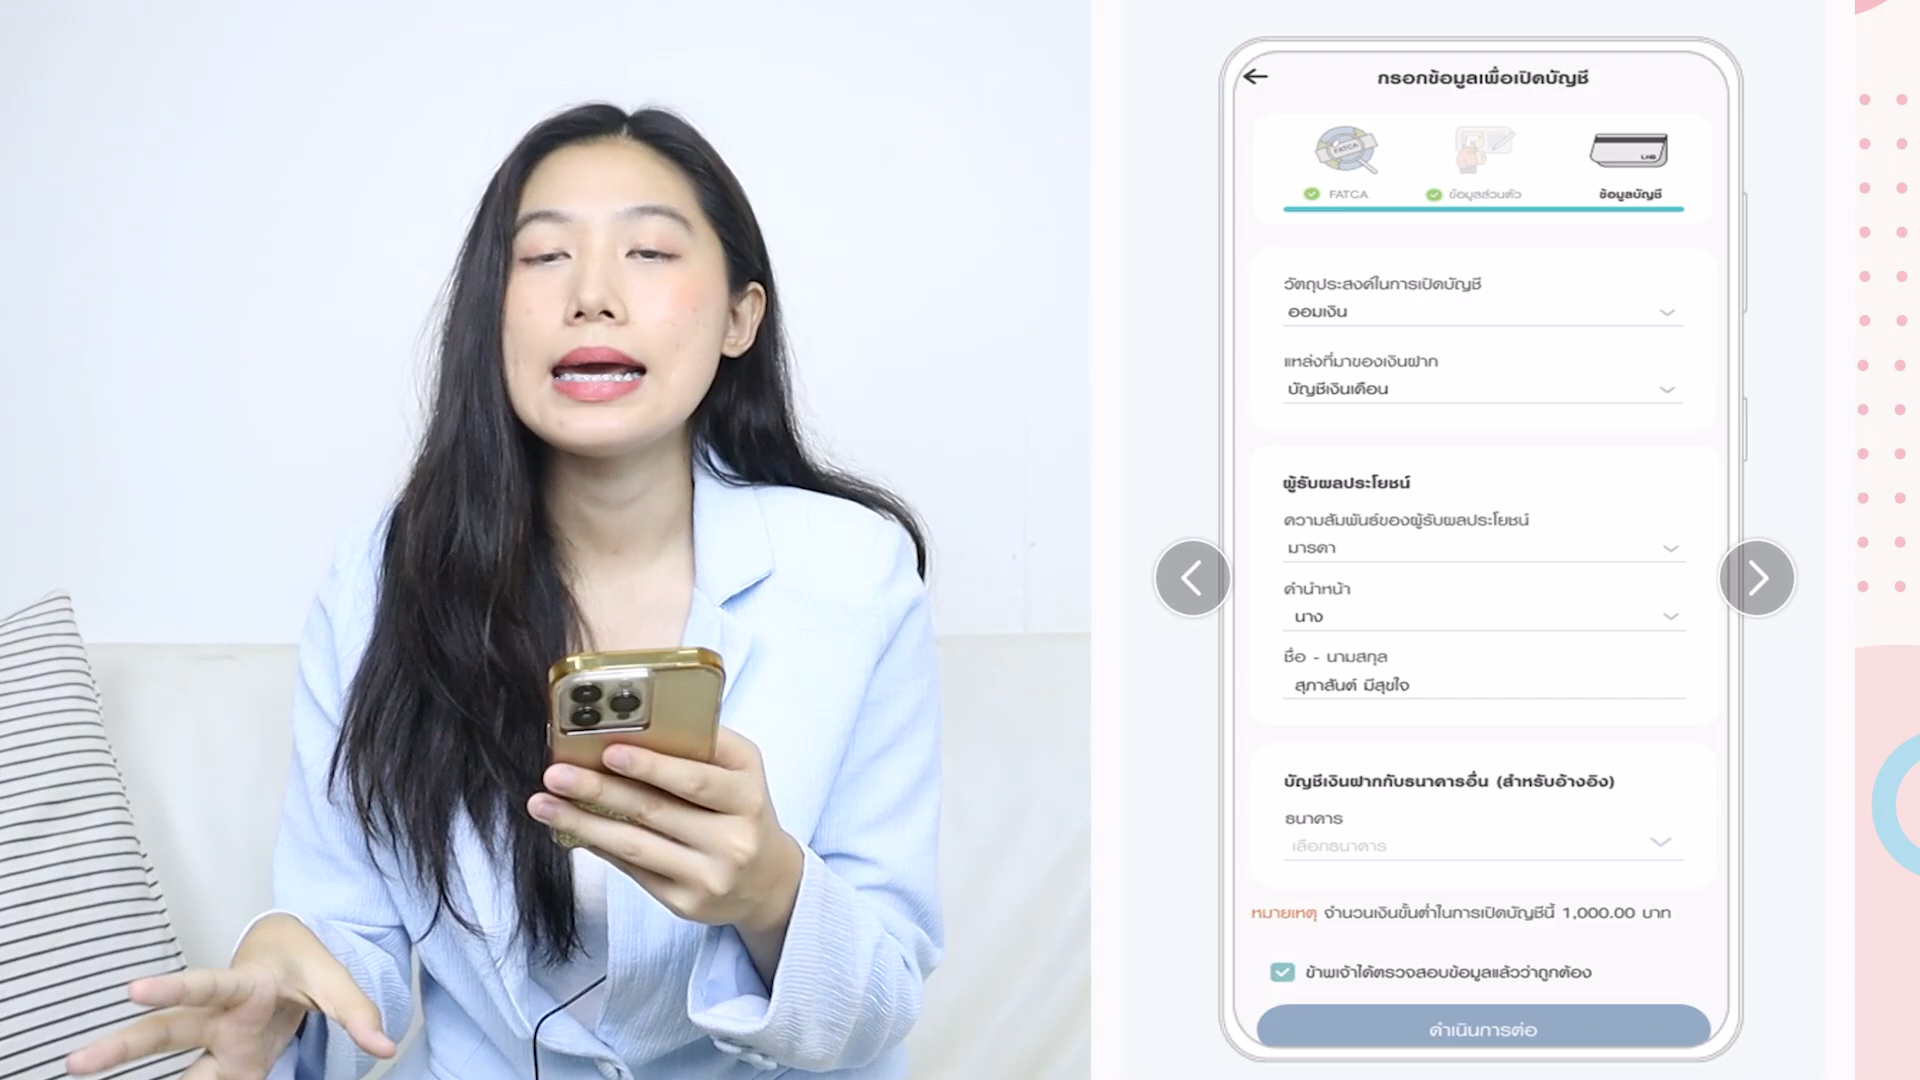 กรอกข้อมูลเพื่อเปิดบัญชี
FATCA
FATCA
ข้อมูลส่วนตัว
LHB
ข้อมูลบัญชี
วัตถุประสงค์ในการเปิดบัญชี
ออมเงิน
แหล่งที่มาของเงินฝาก
บัญชีเงินเดือน
ผู้รับผลประโยชน์
ความสัมพันธ์ของผู้รับผลประโยชน์
มารดา
คำนำหน้า
นาง
ชื่อ - นามสกุล
สุภาสันต์ มีสุขใจ
บัญชีเงินฝากกับธนาคารอื่น (สำหรับอ้างอิง)
ธนาคาร
เลือกธนาคาร
หมายเหตุ จำนวนเงินขั้นต่ำในการเปิดบัญชีนี้ 1,000.00 บาท
ข้าพเจ้าได้ตรวจสอบข้อมูลแล้วว่าถูกต้อง
ดำเนินการต่อ